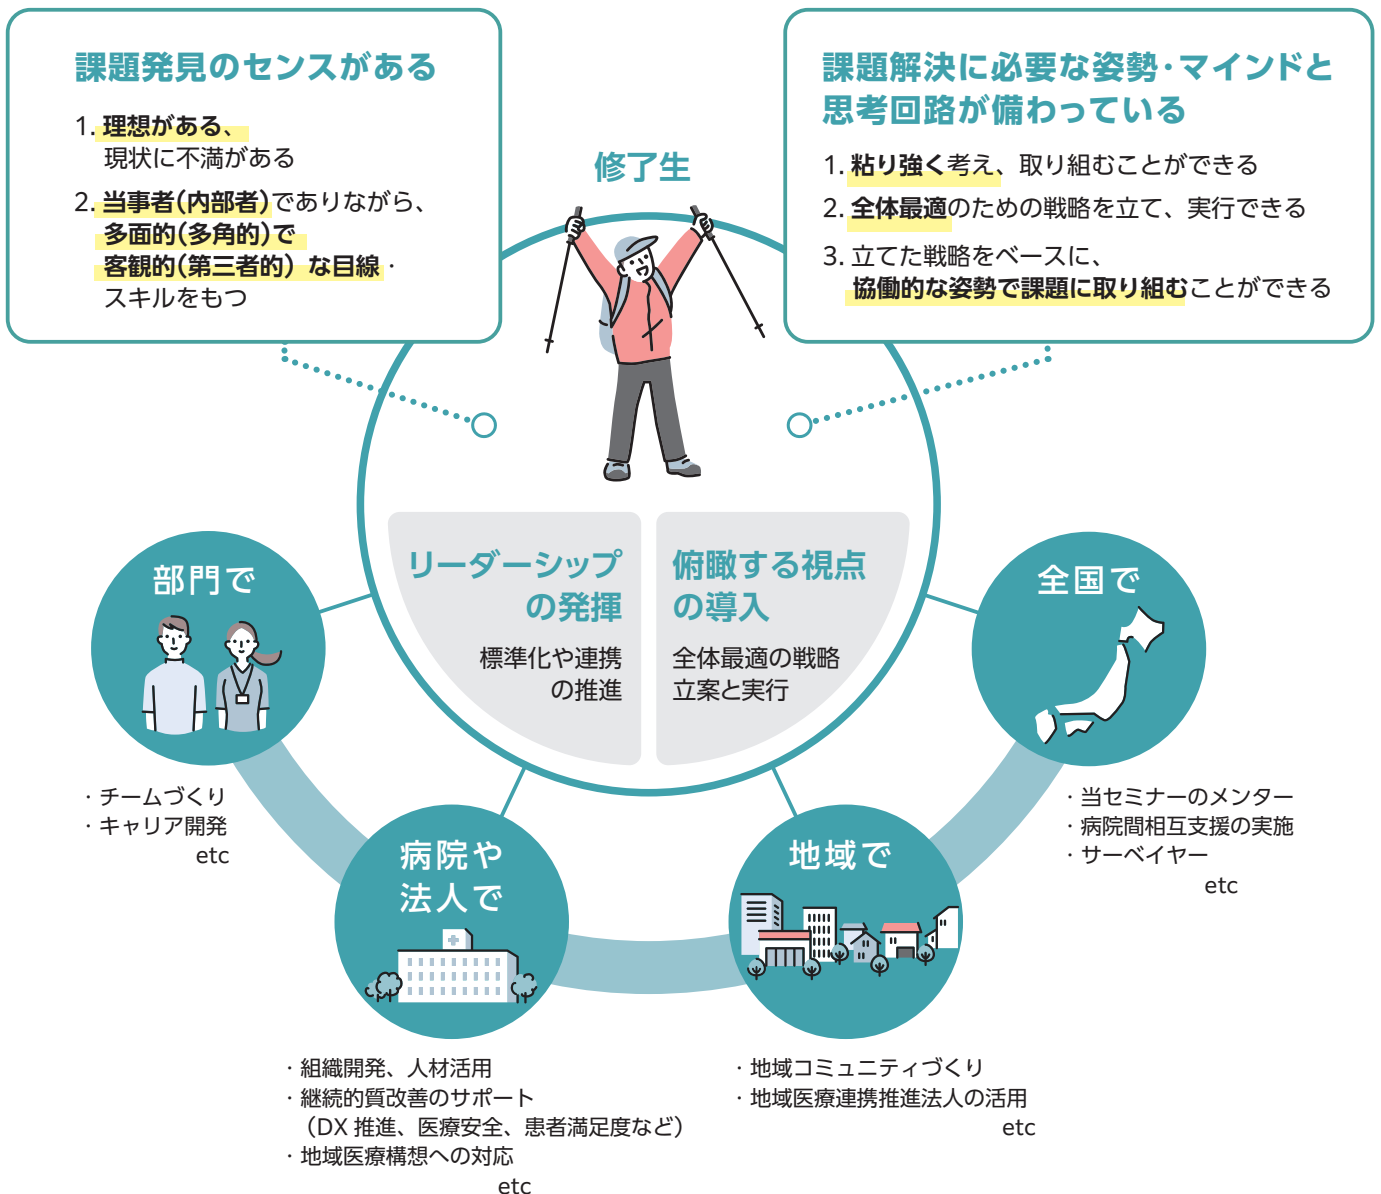 課題発見のセンスがある
1. 理想がある、
現状に不満がある
2. 当事者(内部者)でありながら、
多面的(多角的)で
客観的(第三者的) な目線・
スキルをもつ
課題解決に必要な姿勢・マインドと
思考回路が備わっている
1. 粘り強く考え、取り組むことができる
2. 全体最適のための戦略を立て、実行できる
3. 立てた戦略をベースに、
協働的な姿勢で課題に取り組むことができる
修了生
リーダーシップ
の発揮
標準化や連携
の推進
俯瞰する視点
の導入
全体最適の戦略
立案と実行
部門で
・チームづくり
・キャリア開発
etc
病院や
法人で
・組織開発、人材活用
・継続的質改善のサポート
（DX 推進、医療安全、患者満足度など）
・地域医療構想への対応
etc
地域で
・地域コミュニティづくり
・地域医療連携推進法人の活用
etc
全国で
・当セミナーのメンター
・病院間相互支援の実施
・サーベイヤー
etc